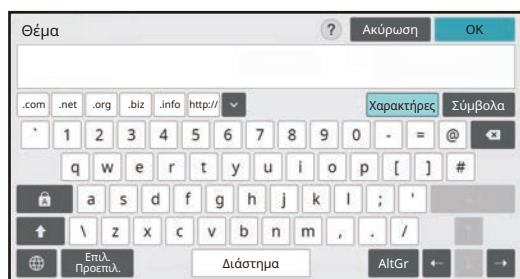 Θέμα ? Ακύρωση OK
.com .net .org .biz .info http:// Χαρακτήρες Σύμβολα
` 1 2 3 4 5 6 7 8 9 0 - = @
q w e r t y u i o p [ ] #
a s d f g h j k l ; '
\ z x c v b n m , . /
Επιλ. Προεπιλ. Διάστημα AltGr ← →